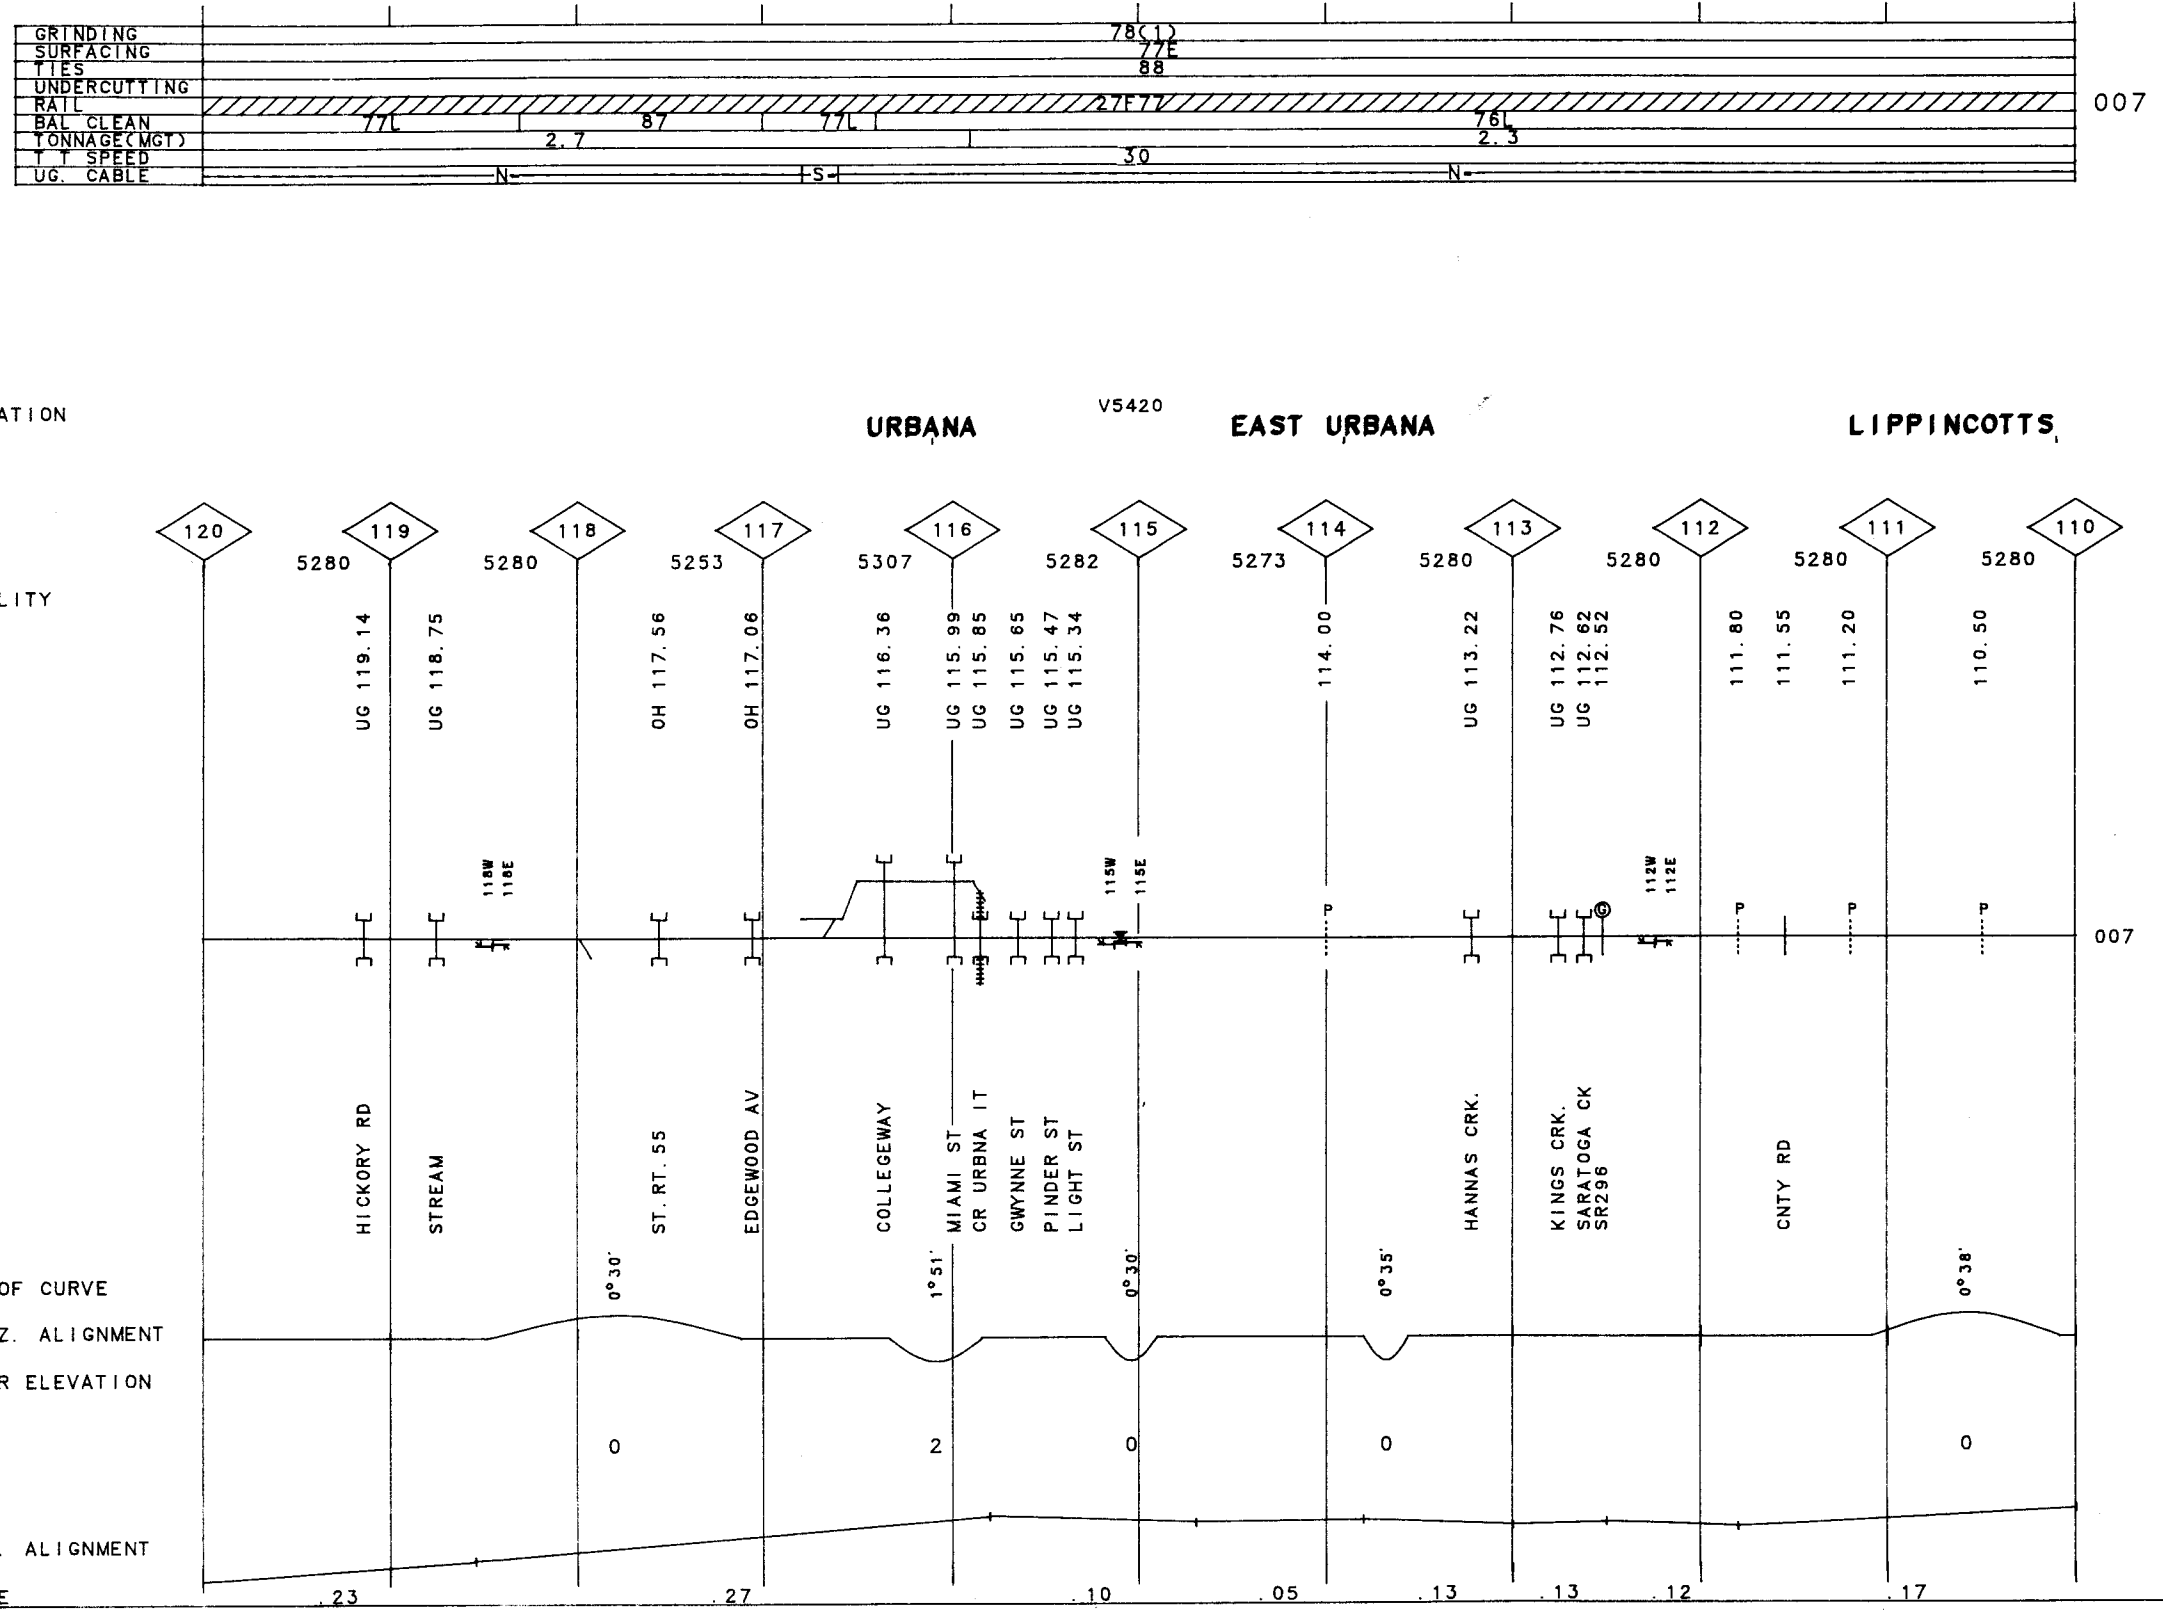 GRINDING 78(1)
SURFACING 77E
TIES 88
UNDERCUTTING
RAIL 27F77 007
BAL CLEAN 77L 87 77L 76L
TONNAGE(MGT) 2.7 2.3
T T SPEED 30
UG. CABLE N S N
ATION URBANA V5420 EAST URBANA LIPPINCOTTS
120 119 118 117 116 115 114 113 112 111 110
5280 5280 5253 5307 5282 5273 5280 5280 5280 5280
LITY
UG 119.14
UG 118.75
OH 117.56
OH 117.06
UG 116.36
UG 115.99
UG 115.85
UG 115.65
UG 115.47
UG 115.34
114.00
UG 113.22
UG 112.76
UG 112.62
112.52
111.80
111.55
111.20
110.50
118W
118E
115W
115E
112W
112E
P G P P P
007
HICKORY RD
STREAM
ST.RT.55
EDGEWOOD AV
COLLEGEWAY
MIAMI ST
CR URBNA IT
GWYNNE ST
PINDER ST
LIGHT ST
HANNAS CRK.
KINGS CRK.
SARATOGA CK
SR296
CNTY RD
OF CURVE 0°30' 1°51' 0°30' 0°35' 0°38'
Z. ALIGNMENT
R ELEVATION
0 2 0 0 0
. ALIGNMENT
E .23 .27 .10 .05 .13 .13 .12 .17